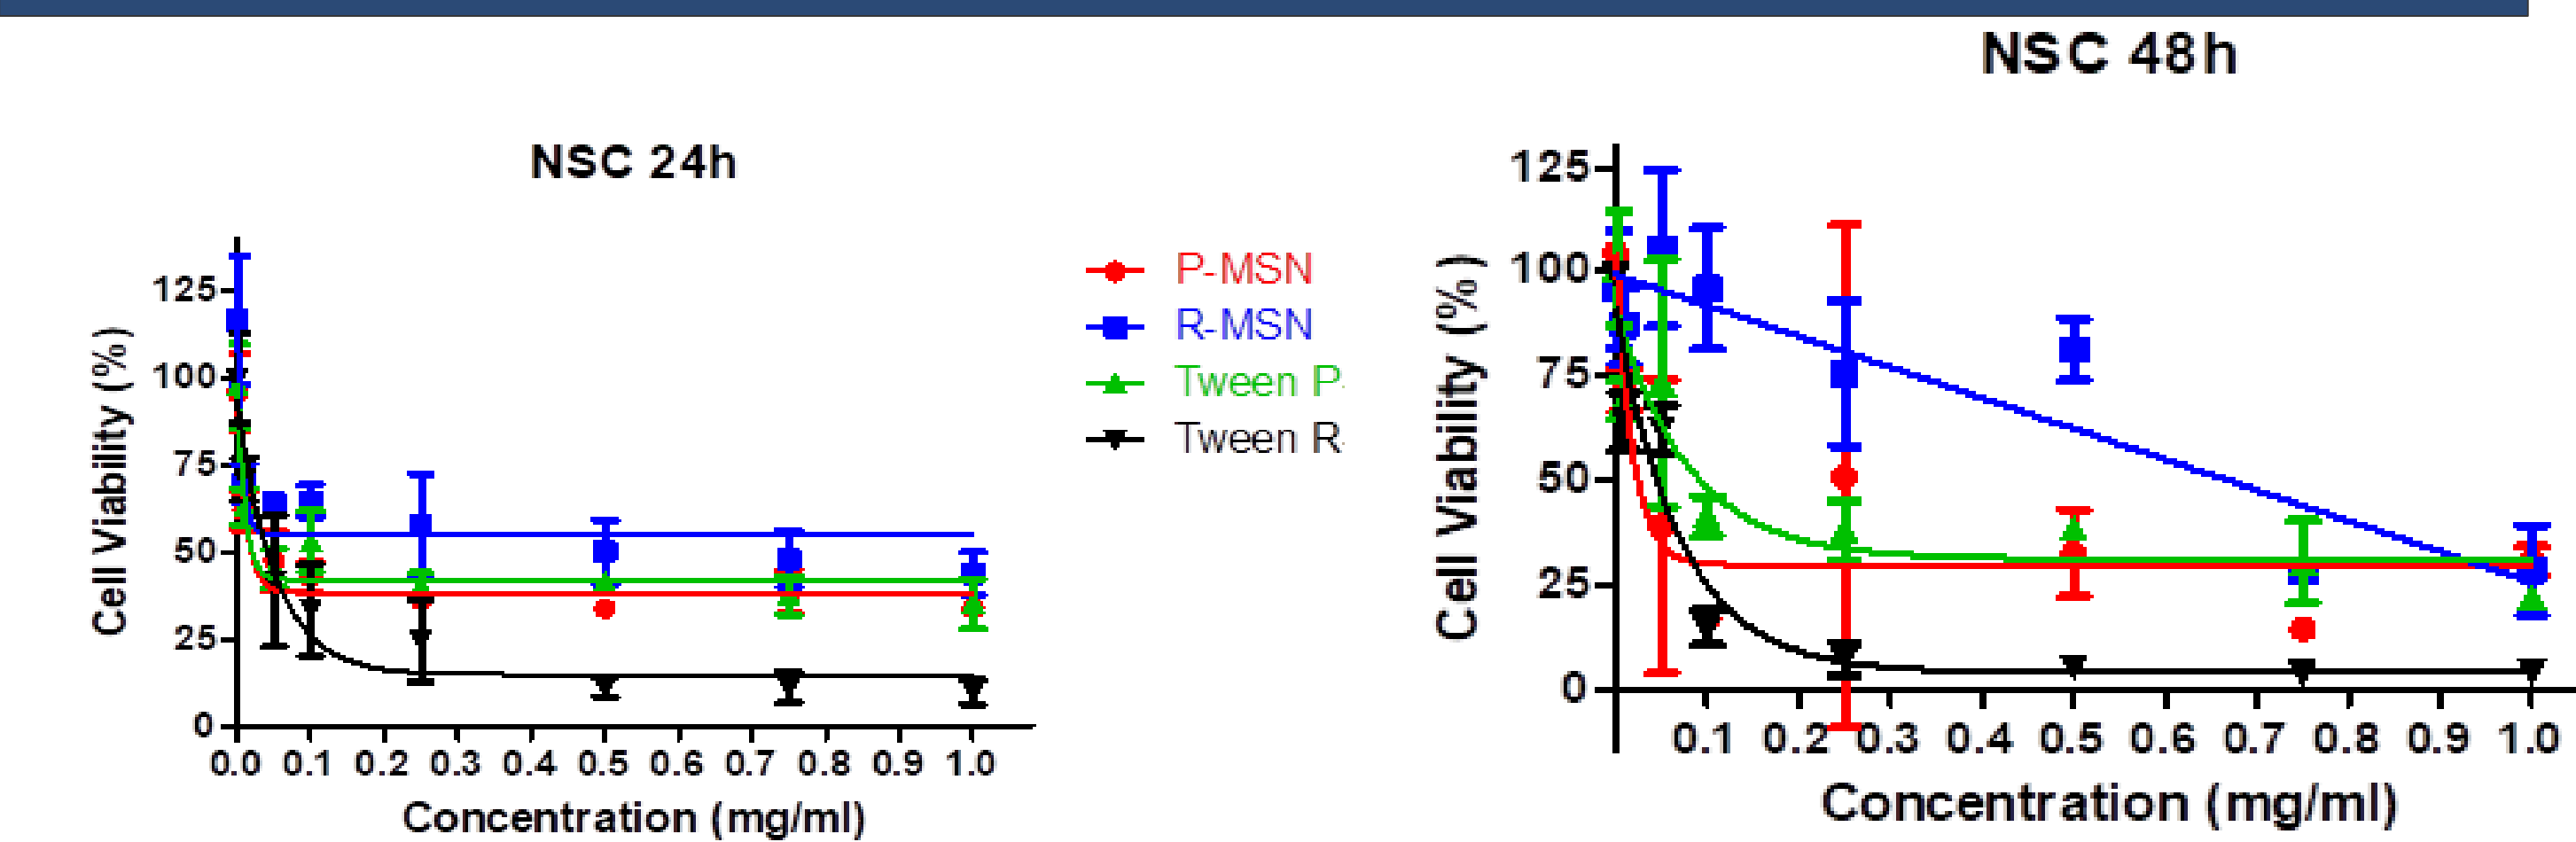 NSC 48h
NSC 24h
Cell Viability (%)
125
100
75
50
25
0
0.0 0.1 0.2 0.3 0.4 0.5 0.6 0.7 0.8 0.9 1.0
Concentration (mg/ml)
P-MSN
R-MSN
Tween P-
Tween R-
Cell Viability (%)
125
100
75
50
25
0
0.1 0.2 0.3 0.4 0.5 0.6 0.7 0.8 0.9 1.0
Concentration (mg/ml)